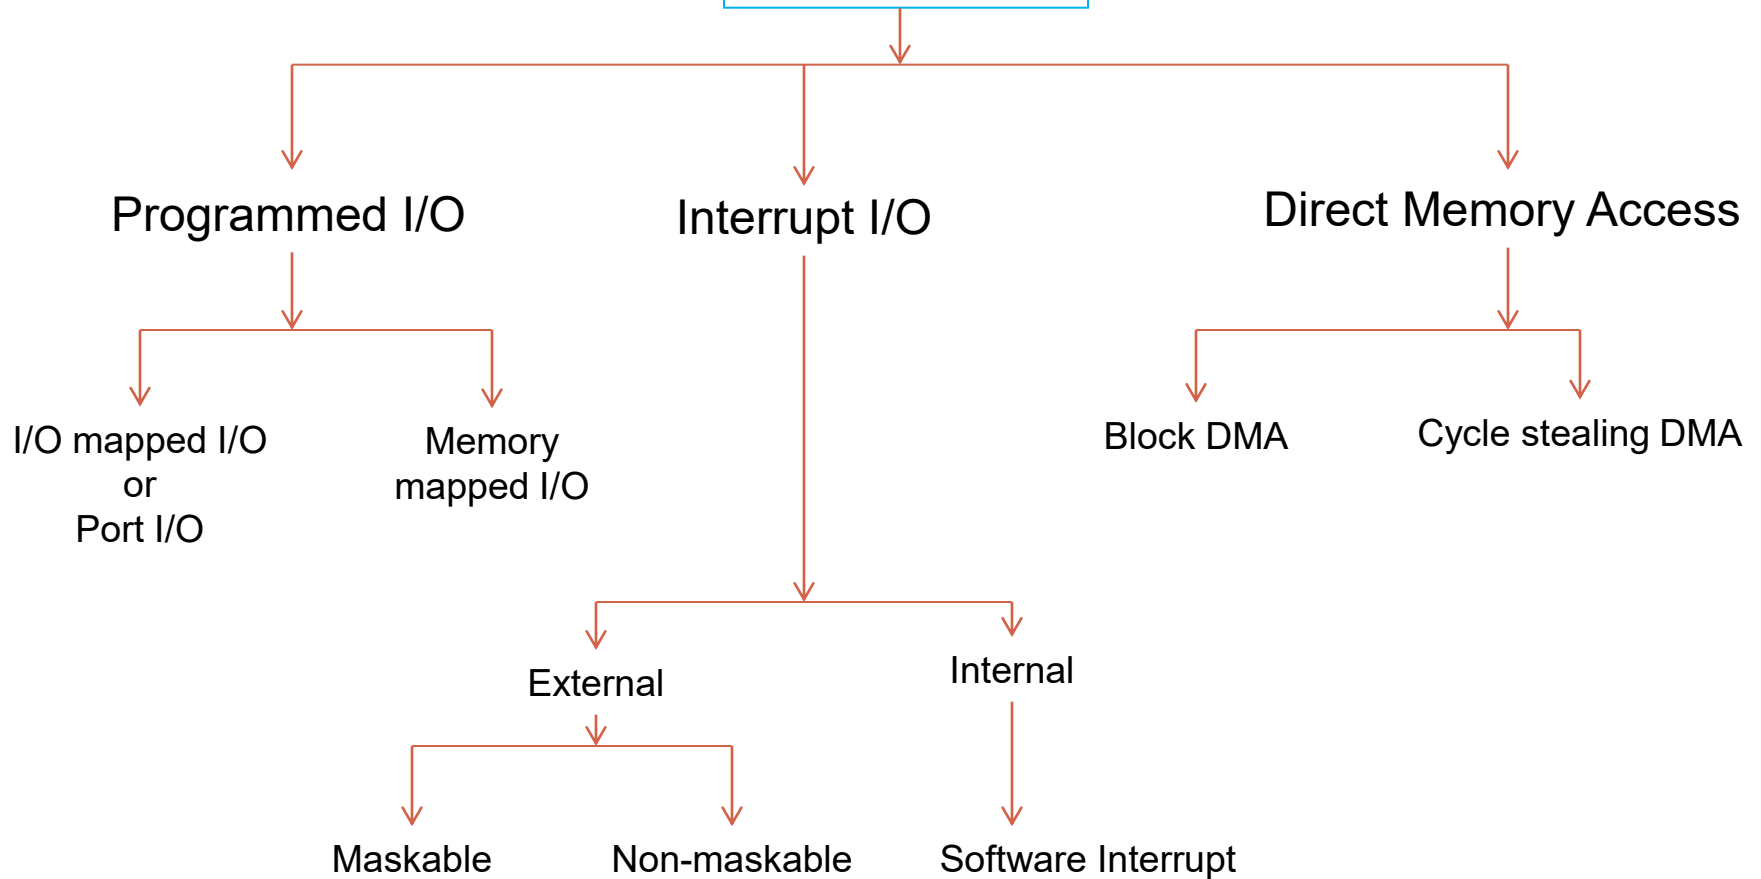 Programmed I/O
Interrupt I/O
Direct Memory Access
I/O mapped I/O
or
Port I/O
Memory
mapped I/O
Block DMA
Cycle stealing DMA
External
Internal
Maskable
Non-maskable
Software Interrupt